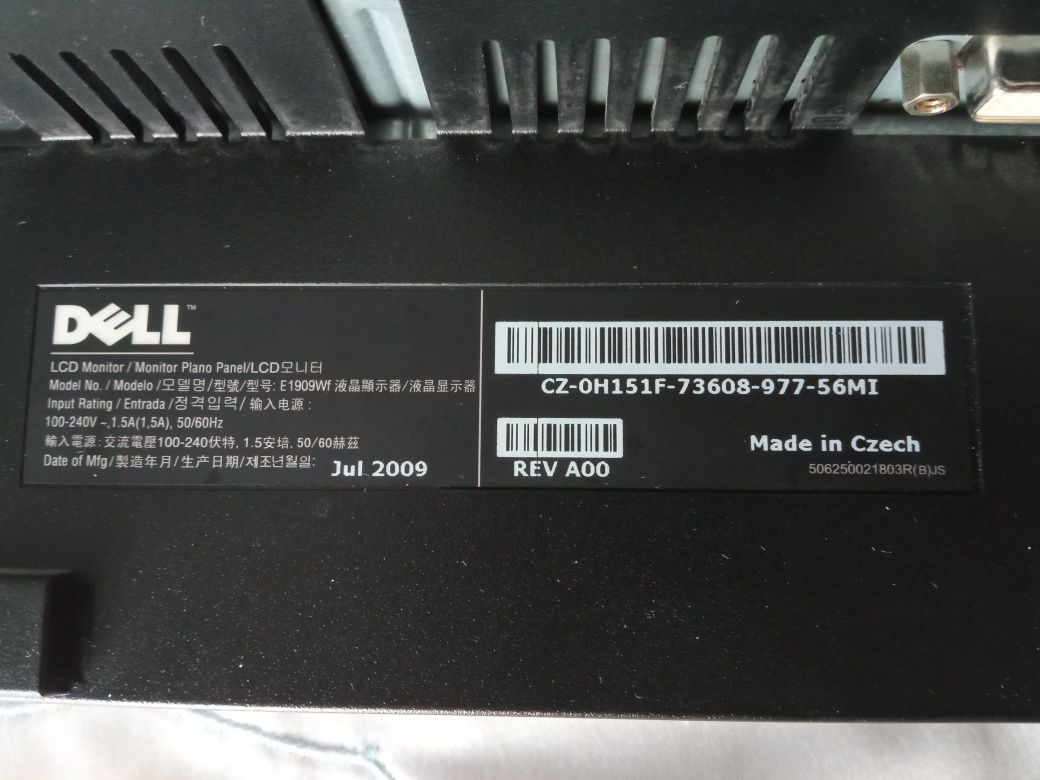 DELL™
LCD Monitor / Monitor Plano Panel/LCD모니터
Model No. / Modelo /모델명/型號/型号: E1909Wf 液晶顯示器/液晶显示器
Input Rating / Entrada /정격입력/ 输入电源 :
100-240V ~,1.5A(1,5A), 50/60Hz
輸入電源: 交流電壓100-240伏特, 1.5安培, 50/60赫茲
Date of Mfg/製造年月/生产日期/제조년월일: Jul 2009
CZ-0H151F-73608-977-56MI
REV A00
Made in Czech
506250021803R(B)JS